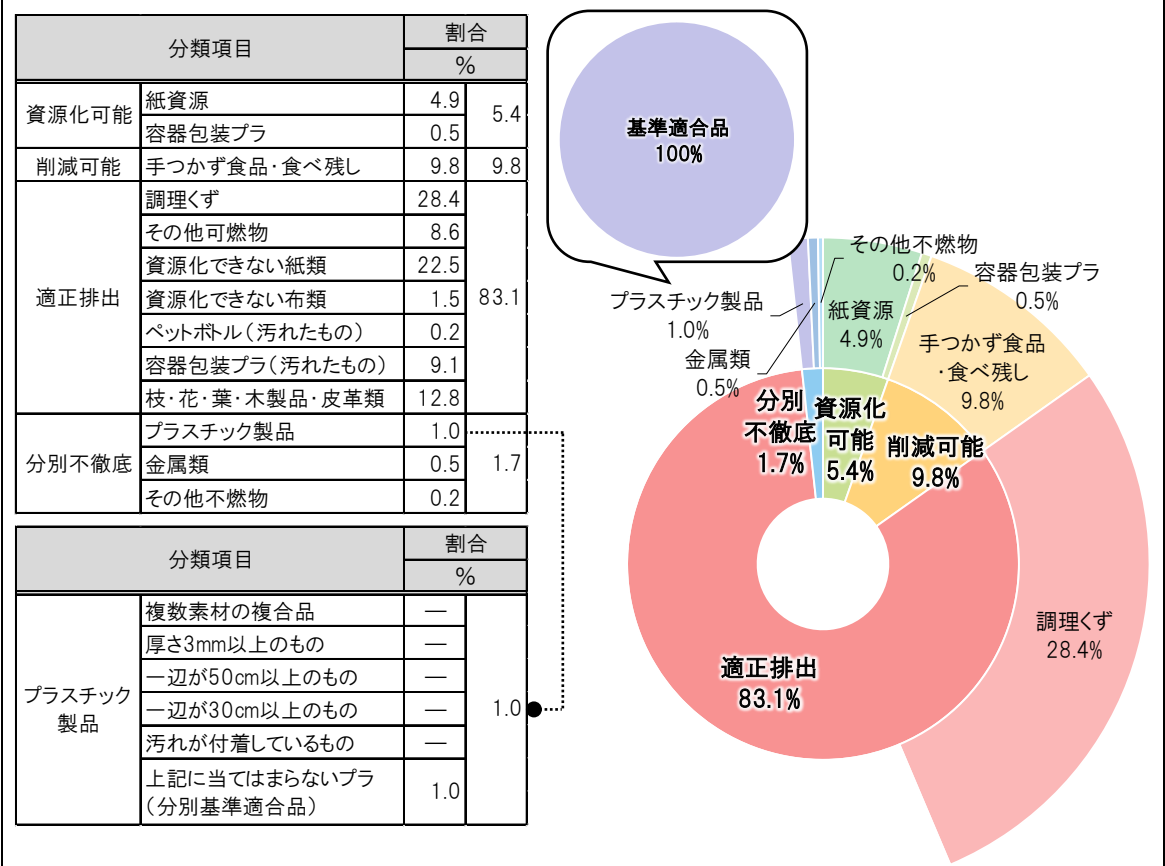 分類項目 割合
%
資源化可能 紙資源 4.9 5.4
容器包装プラ 0.5
削減可能 手つかず食品・食べ残し 9.8 9.8
適正排出 調理くず 28.4 83.1
その他可燃物 8.6
資源化できない紙類 22.5
資源化できない布類 1.5
ペットボトル（汚れたもの） 0.2
容器包装プラ（汚れたもの） 9.1
枝・花・葉・木製品・皮革類 12.8
分別不徹底 プラスチック製品 1.0 1.7
金属類 0.5
その他不燃物 0.2
分類項目 割合
%
プラスチック
製品
複数素材の複合品 ― 1.0
厚さ3mm以上のもの ―
一辺が50cm以上のもの ―
一辺が30cm以上のもの ―
汚れが付着しているもの ―
上記に当てはまらないプラ
（分別基準適合品） 1.0
基準適合品
100%
その他不燃物
0.2%
容器包装プラ
0.5%
プラスチック製品
1.0%
紙資源
4.9%
金属類
0.5%
手つかず食品
・食べ残し
9.8%
分別
不徹底
1.7%
資源化
可能
5.4%
削減可能
9.8%
調理くず
28.4%
適正排出
83.1%